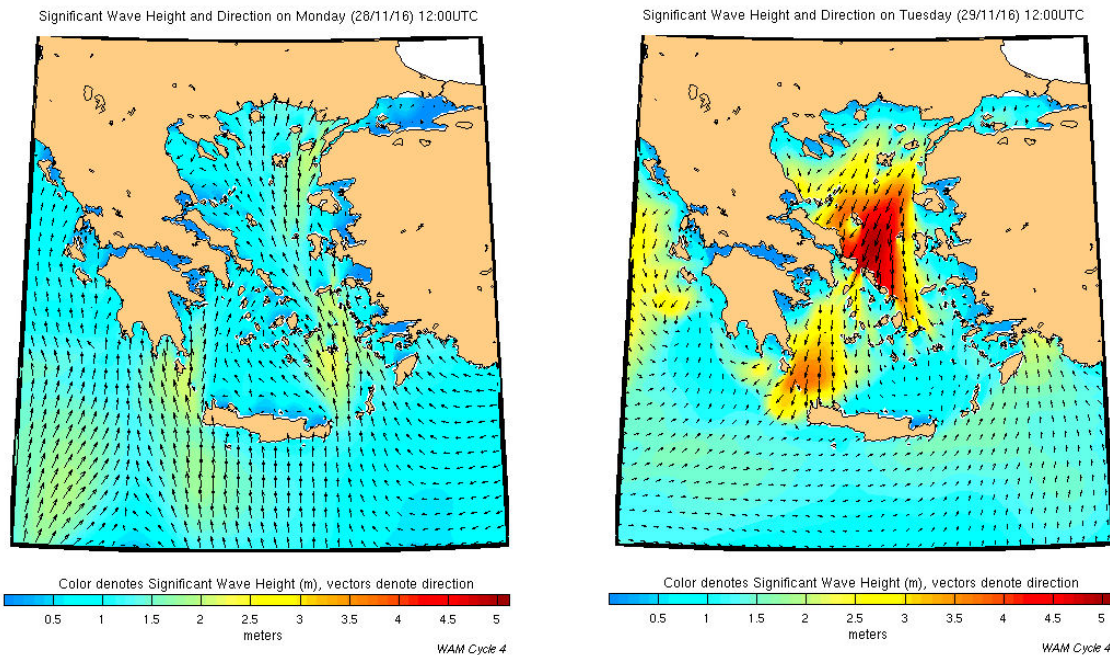 Significant Wave Height and Direction on Monday (28/11/16) 12:00UTC
Color denotes Significant Wave Height (m), vectors denote direction
0.5 1 1.5 2 2.5 3 3.5 4 4.5 5
meters
WAM Cycle 4
Significant Wave Height and Direction on Tuesday (29/11/16) 12:00UTC
Color denotes Significant Wave Height (m), vectors denote direction
0.5 1 1.5 2 2.5 3 3.5 4 4.5 5
meters
WAM Cycle 4